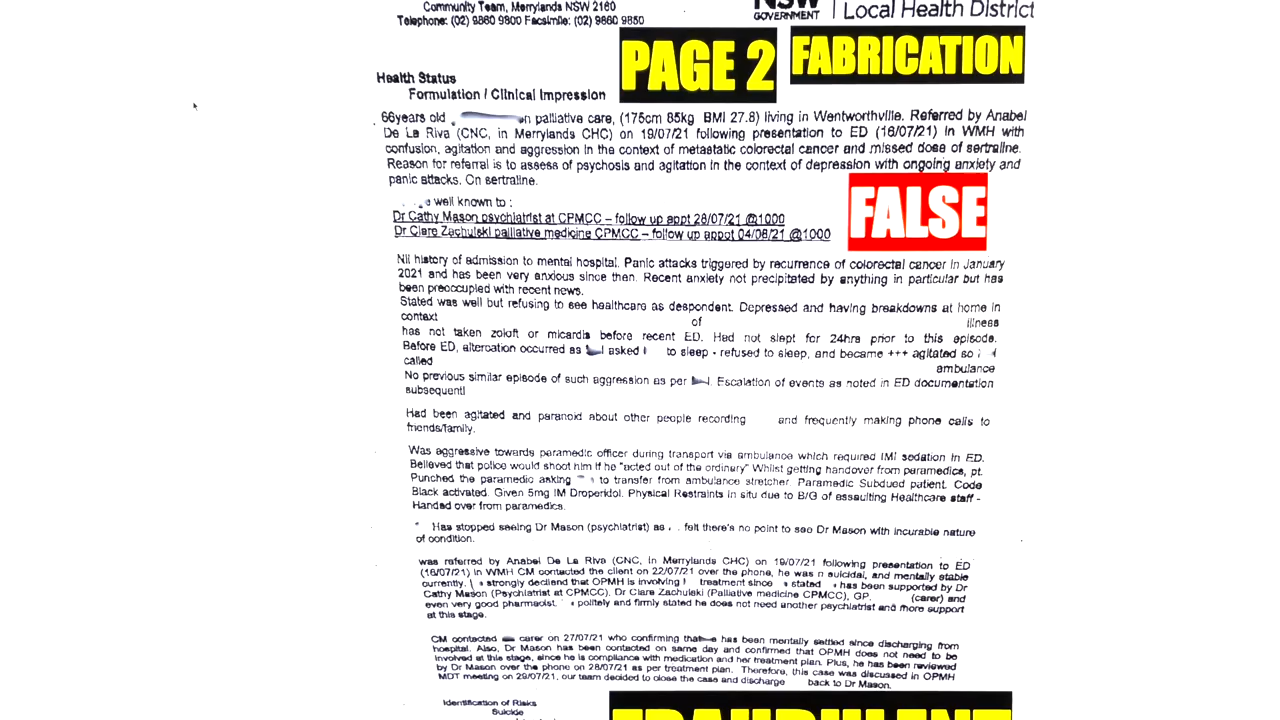 Community Team, Merrylands NSW 2160
Telephone: (02) 9860 9900 Facsimile: (02) 9860 9850
NSW
GOVERNMENT
Local Health District
PAGE 2
FABRICATION
Health Status
Formulation / Clinical Impression
66years old on palliative care, (175cm 85kg BMI 27.8) living in Wentworthville. Referred by Anabel
De La Riva (CNC, in Merrylands CHC) on 19/07/21 following presentation to ED (16/07/21) in WMH with
confusion, agitation and aggression in the context of metastatic colorectal cancer and missed dose of sertraline.
Reason for referral is to assess of psychosis and agitation in the context of depression with ongoing anxiety and
panic attacks. On sertraline.
FALSE
well known to :
Dr Cathy Mason psychiatrist at CPMCC – follow up appt 28/07/21 @1000
Dr Clare Zachulski palliative medicine CPMCC – follow up appot 04/08/21 @1000
Nil history of admission to mental hospital. Panic attacks triggered by recurrence of colorectal cancer in January
2021 and has been very anxious since then. Recent anxiety not precipitated by anything in particular but has
been preoccupied with recent news.
Stated was well but refusing to see healthcare as despondent. Depressed and having breakdowns at home in
context of illness
has not taken zoloft or micardis before recent ED. Had not slept for 24hrs prior to this episode.
Before ED, altercation occurred as asked to sleep - refused to sleep, and became +++ agitated so
called ambulance
No previous similar episode of such aggression as per Escalation of events as noted in ED documentation
subsequentl
Had been agitated and paranoid about other people recording and frequently making phone calls to
friends/family.
Was aggressive towards paramedic officer during transport via ambulance which required IMI sedation in ED.
Believed that police would shoot him if he "acted out of the ordinary" Whilst getting handover from paramedics, pt.
Punched the paramedic asking to transfer from ambulance stretcher. Paramedic Subdued patient. Code
Black activated. Given 5mg IM Droperidol. Physical Restraints in situ due to B/G of assaulting Healthcare staff -
Handed over from paramedics.
Has stopped seeing Dr Mason (psychiatrist) as felt there's no point to see Dr Mason with incurable nature
of condition.
was referred by Anabel De La Riva (CNC, in Merrylands CHC) on 19/07/21 following presentation to ED
(16/07/21) in WMH CM contacted the client on 22/07/21 over the phone, he was n suicidal, and mentally stable
currently. strongly declined that OPMH is involving treatment since stated has been supported by Dr
Cathy Mason (Psychiatrist at CPMCC), Dr Clare Zachulski (Palliative medicine CPMCC), GP. (carer) and
even very good pharmacist. politely and firmly stated he does not need another psychiatrist and more support
at this stage.
CM contacted carer on 27/07/21 who confirming that has been mentally settled since discharging from
hospital. Also, Dr Mason has been contacted on same day and confirmed that OPMH does not need to be
involved at this stage, since he is compliance with medication and her treatment plan. Plus, he has been reviewed
by Dr Mason over the phone on 28/07/21 as per treatment plan. Therefore, this case was discussed in OPMH
MDT meeting on 29/07/21, our team decided to close the case and discharge back to Dr Mason.
Identification of Risks
Suicide
FRAUDULENT